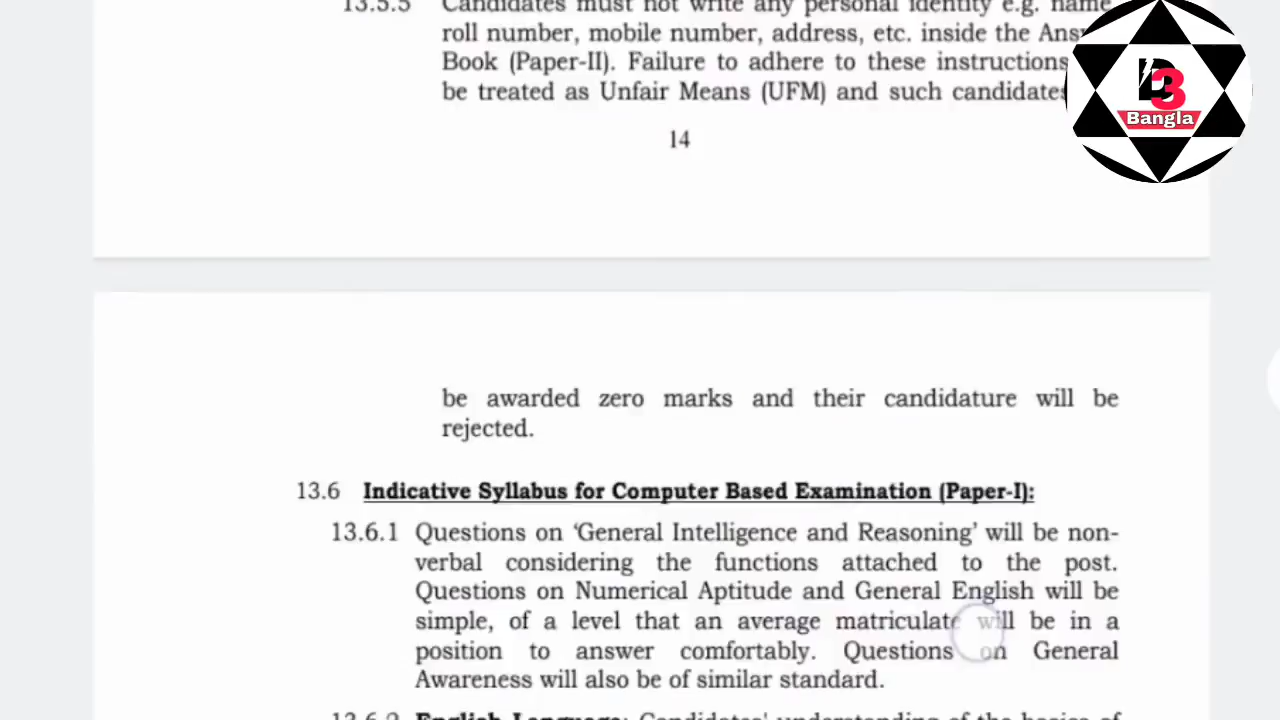 13.5.5 Candidates must not write any personal identity e.g. name,
roll number, mobile number, address, etc. inside the
Book (Paper-II). Failure to adhere to these instructions
be treated as Unfair Means (UFM) and such candidates
B3
Bangla
14
be awarded zero marks and their candidature will be
rejected.
13.6 Indicative Syllabus for Computer Based Examination (Paper-I):
13.6.1 Questions on 'General Intelligence and Reasoning' will be non-
verbal considering the functions attached to the post.
Questions on Numerical Aptitude and General English will be
simple, of a level that an average matriculate will be in a
position to answer comfortably. Questions on General
Awareness will also be of similar standard.
13.6.2 English Language: Candidates' understanding of the basics of